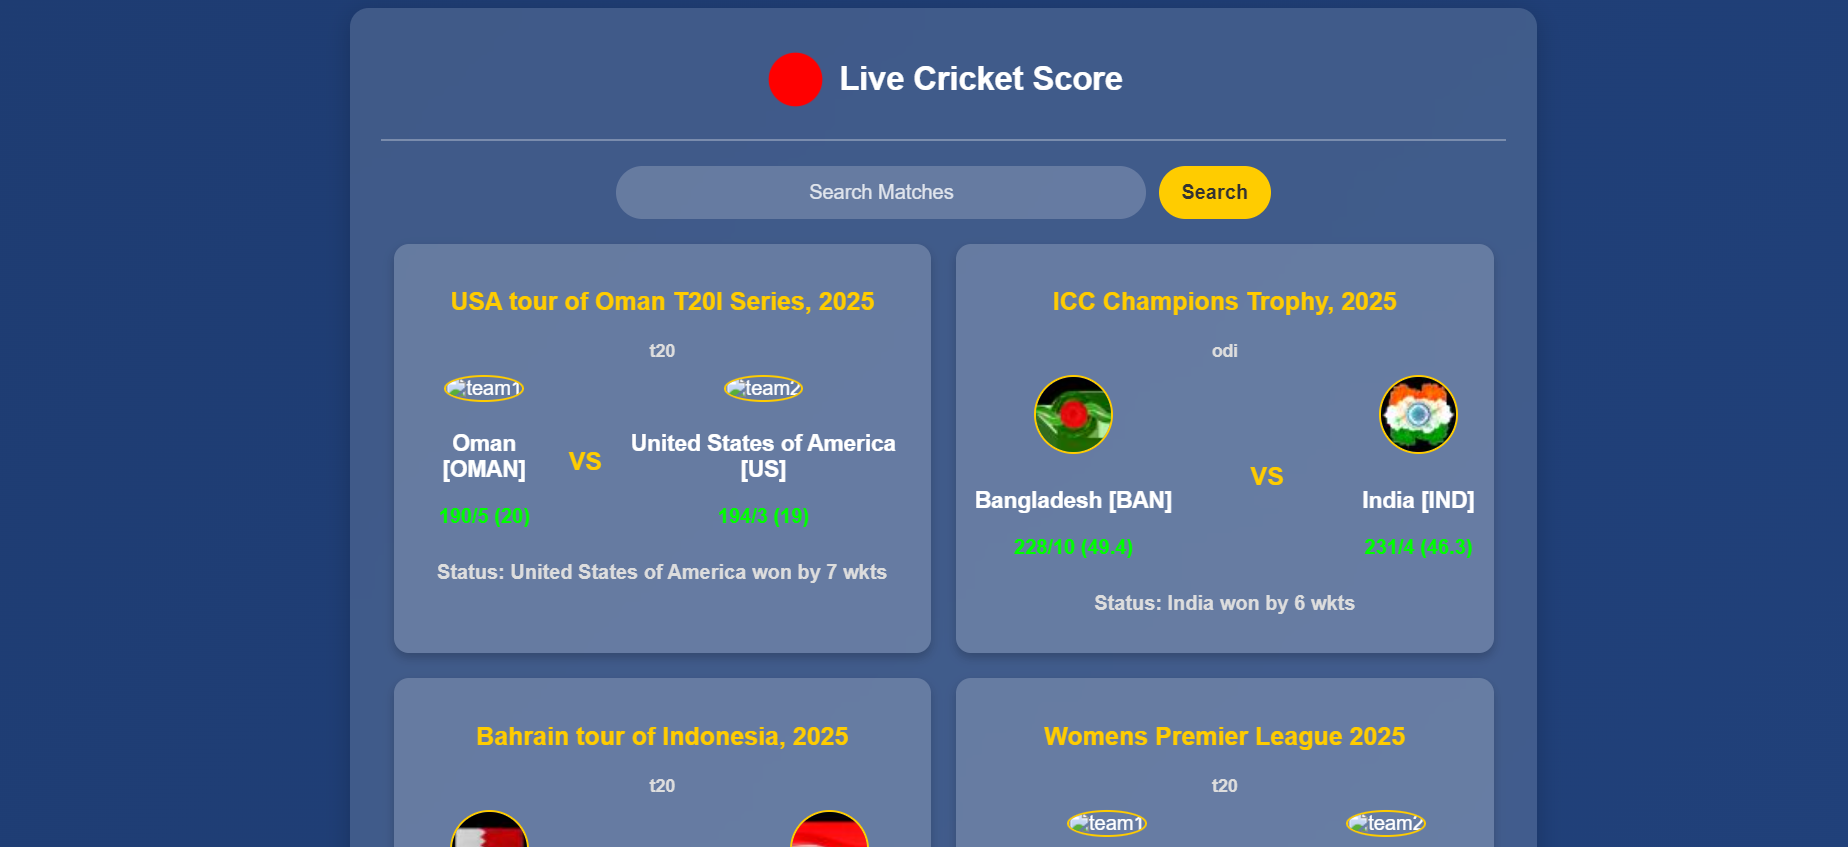 Live Cricket Score
Search Matches
Search
USA tour of Oman T20I Series, 2025
t20
team1
team2
Oman
[OMAN]
VS
United States of America
[US]
190/5 (20)
194/3 (19)
Status: United States of America won by 7 wkts
ICC Champions Trophy, 2025
odi
VS
Bangladesh [BAN]
India [IND]
228/10 (49.4)
231/4 (46.3)
Status: India won by 6 wkts
Bahrain tour of Indonesia, 2025
t20
Womens Premier League 2025
t20
team1
team2